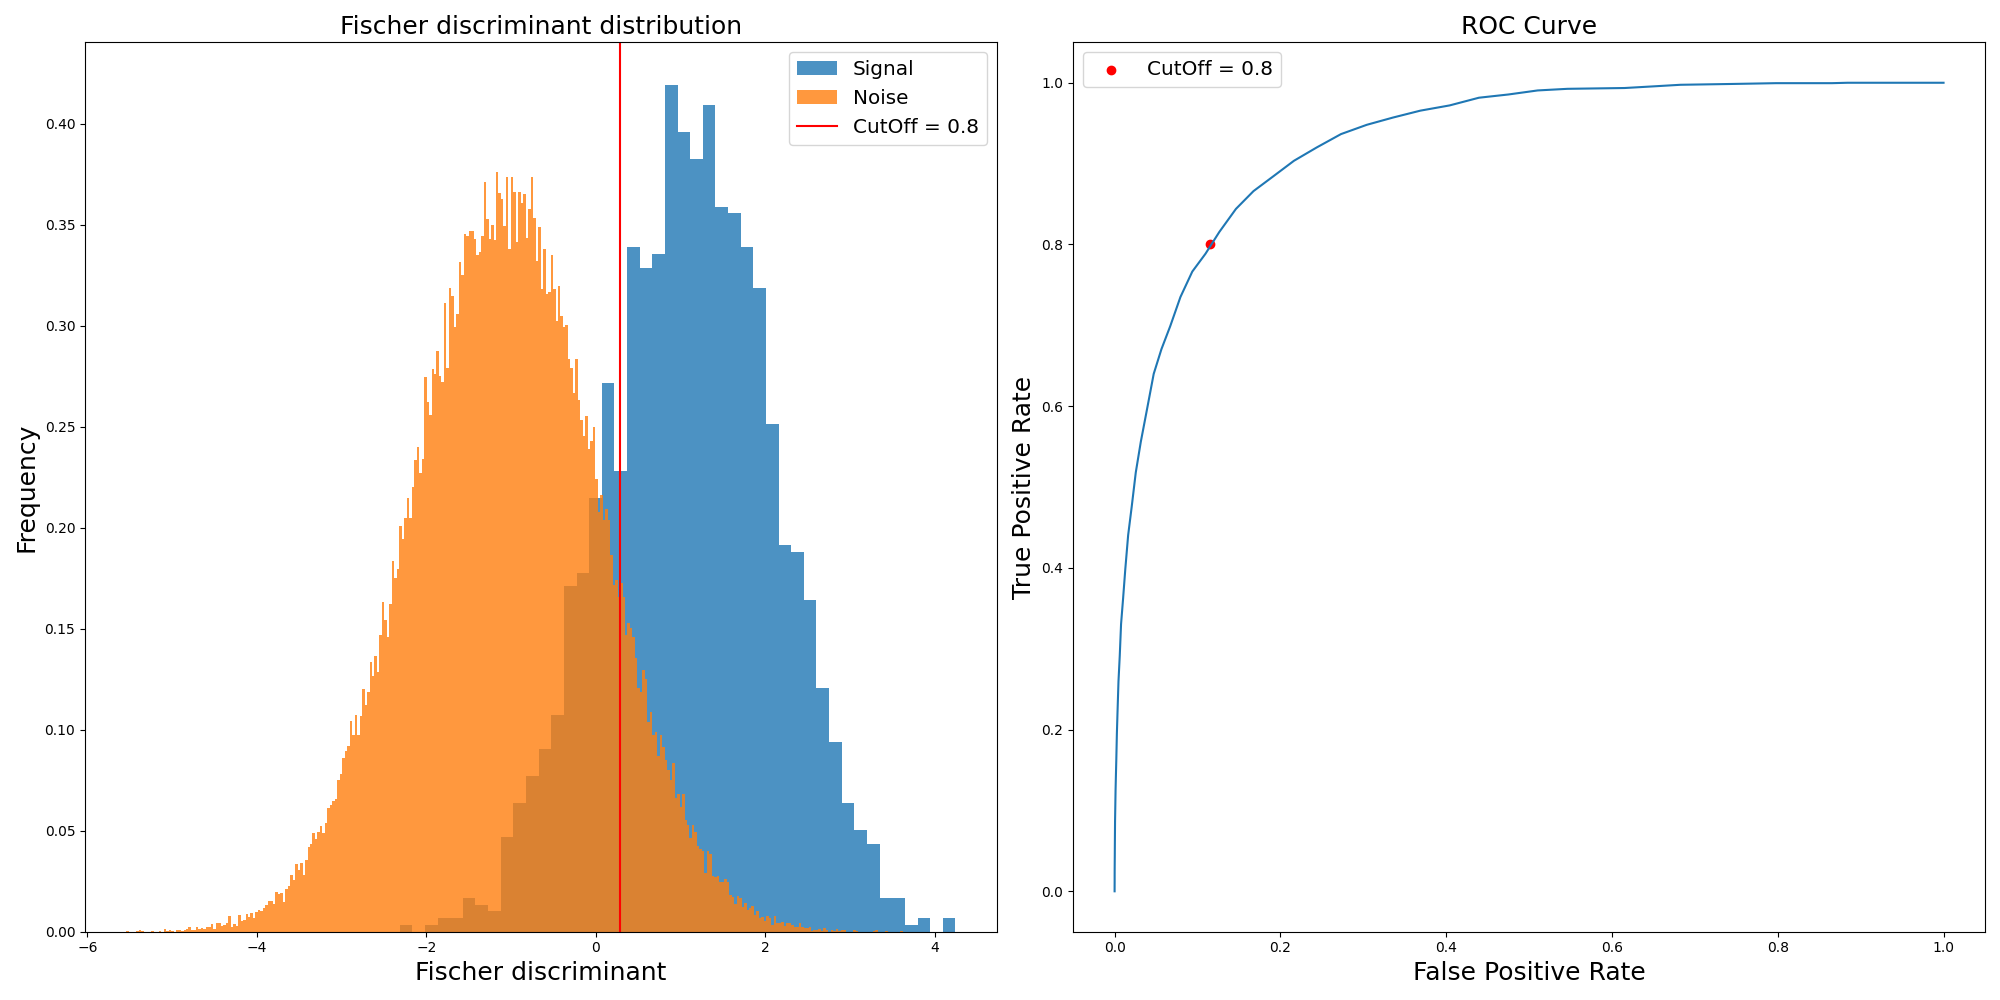 Fischer discriminant distribution
Signal
Noise
CutOff = 0.8
0.40
0.35
0.30
0.25
0.20
0.15
0.10
0.05
0.00
Frequency
−6
−4
−2
0
2
4
Fischer discriminant
ROC Curve
CutOff = 0.8
1.0
0.8
0.6
0.4
0.2
0.0
True Positive Rate
0.0
0.2
0.4
0.6
0.8
1.0
False Positive Rate